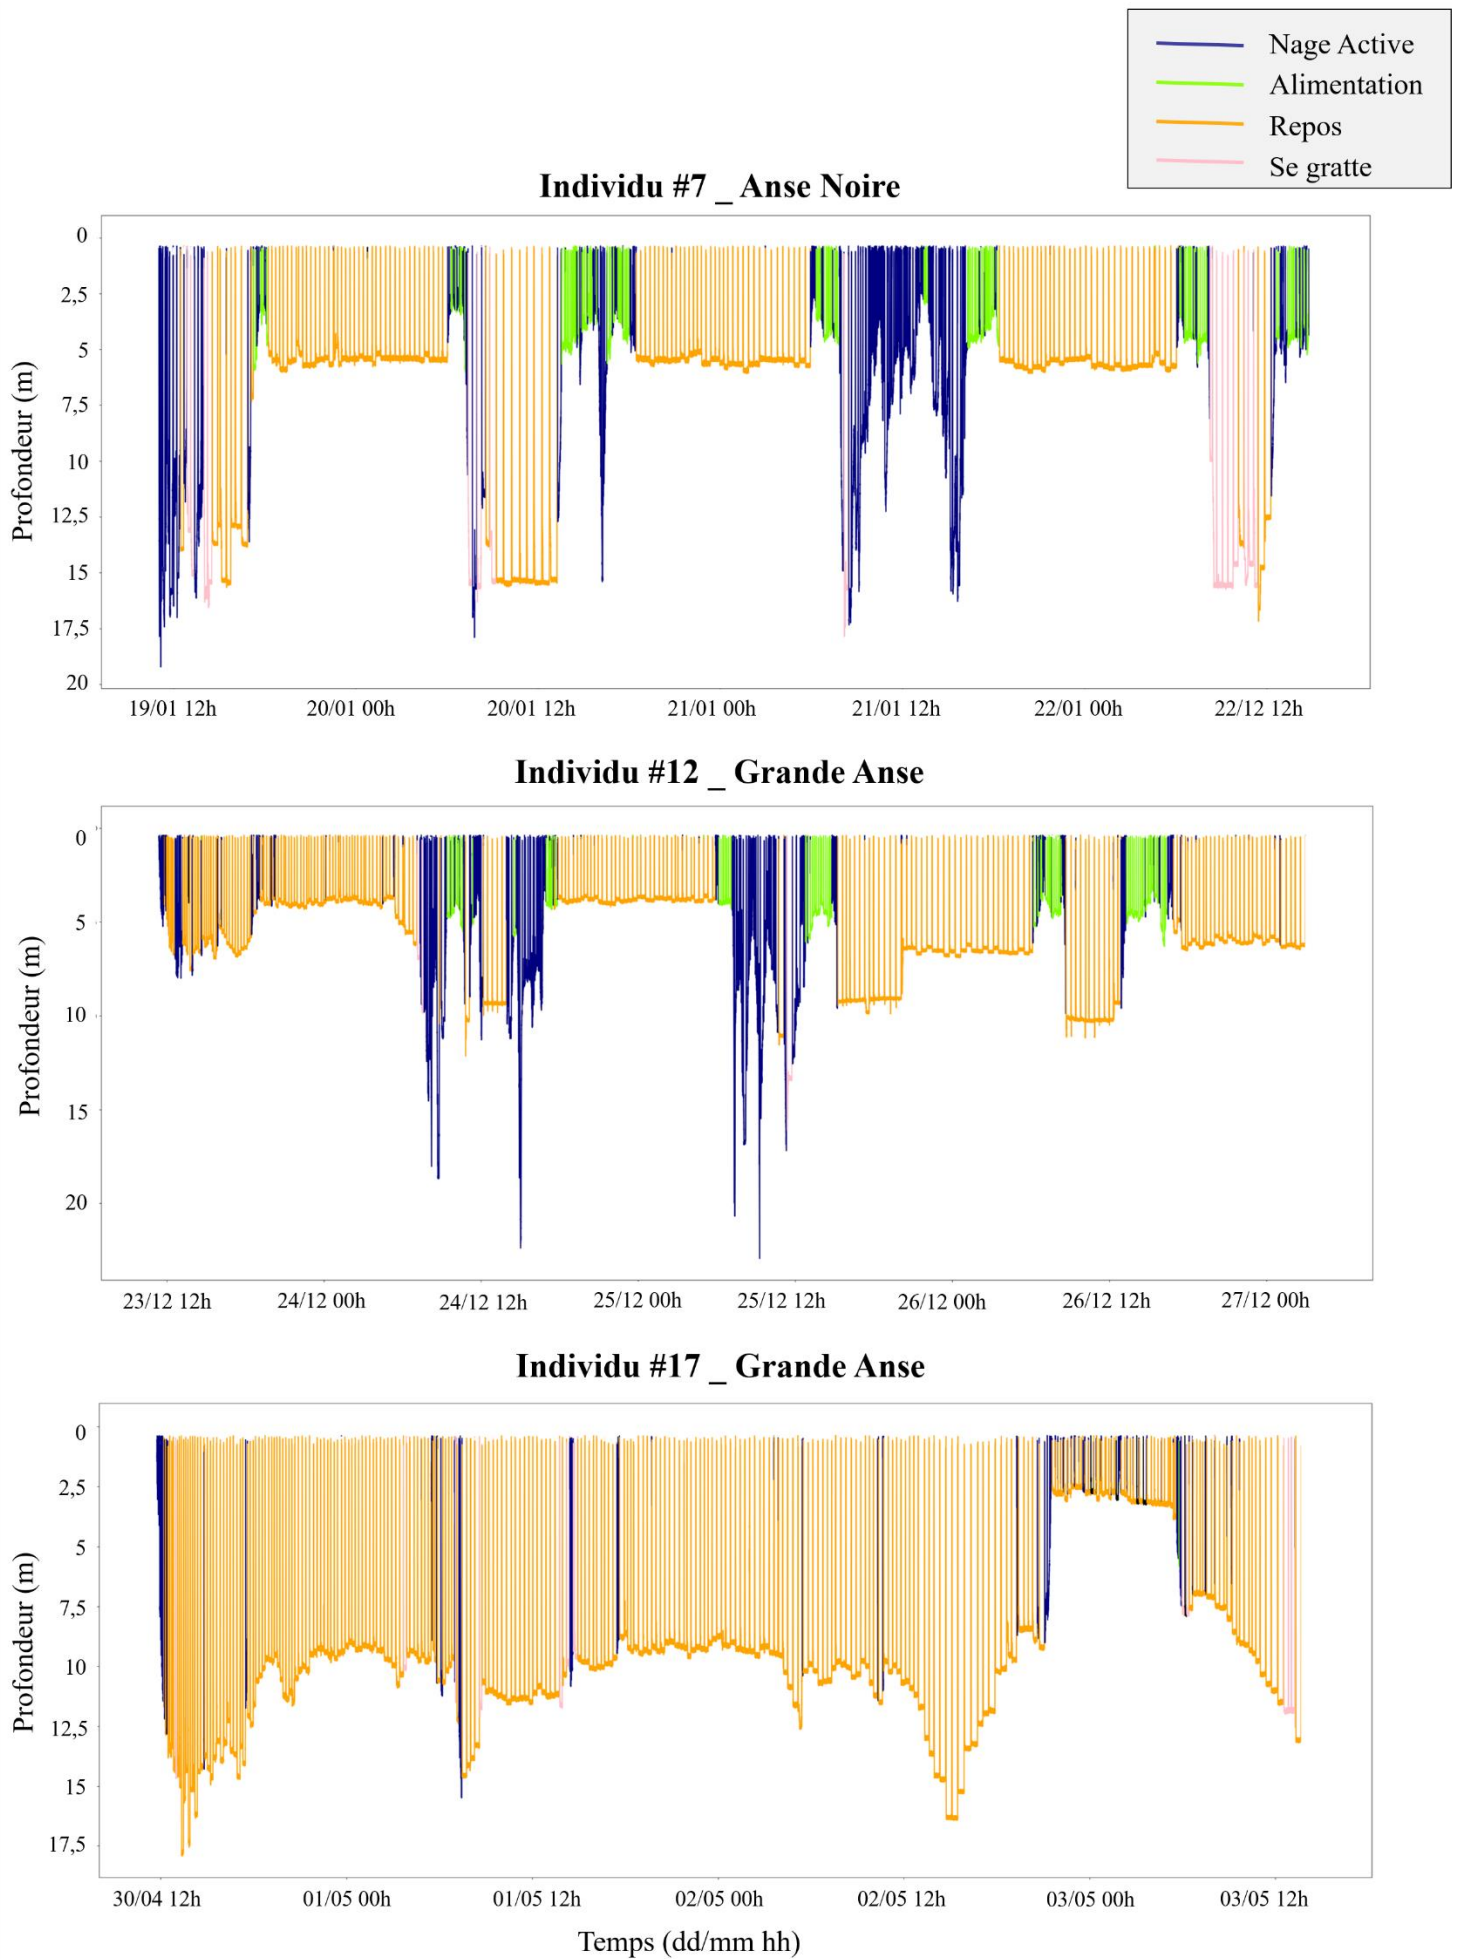 Nage Active
Alimentation
Repos
Se gratte
Individu #7 _ Anse Noire
Profondeur (m)
0
2,5
5
7,5
10
12,5
15
17,5
20
19/01 12h 20/01 00h 20/01 12h 21/01 00h 21/01 12h 22/01 00h 22/12 12h
Individu #12 _ Grande Anse
Profondeur (m)
0
5
10
15
20
23/12 12h 24/12 00h 24/12 12h 25/12 00h 25/12 12h 26/12 00h 26/12 12h 27/12 00h
Individu #17 _ Grande Anse
Profondeur (m)
0
2,5
5
7,5
10
12,5
15
17,5
30/04 12h 01/05 00h 01/05 12h 02/05 00h 02/05 12h 03/05 00h 03/05 12h
Temps (dd/mm hh)